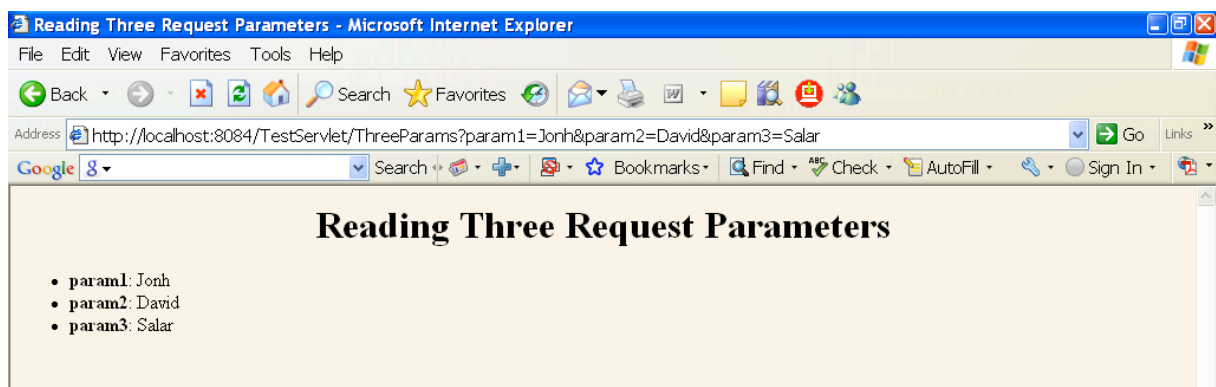 Reading Three Request Parameters - Microsoft Internet Explorer
File Edit View Favorites Tools Help
Back Search Favorites
Address http://localhost:8084/TestServlet/ThreeParams?param1=Jonh&param2=David&param3=Salar Go Links »
Google Search Bookmarks Find Check AutoFill Sign In
Reading Three Request Parameters
• param1: Jonh
• param2: David
• param3: Salar